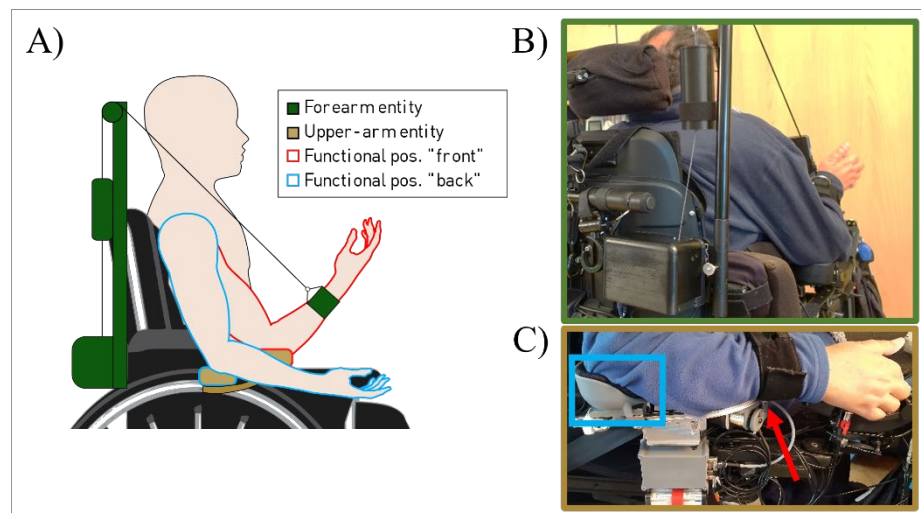 A)
Forearm entity
Upper-arm entity
Functional pos. "front"
Functional pos. "back"
B)
C)